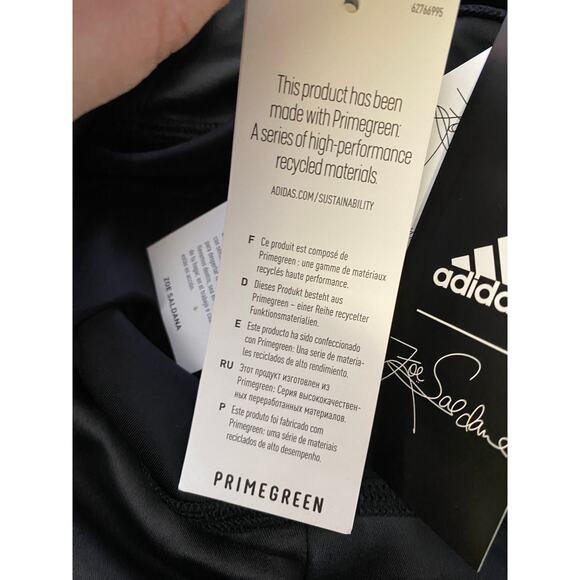 62766995
This product has been
made with Primegreen:
A series of high-performance
recycled materials.
ADIDAS.COM/SUSTAINABILITY
F Ce produit est composé de
Primegreen : une gamme de matériaux
recyclés haute performance.
D Dieses Produkt besteht aus
Primegreen – einer Reihe recycelter
Funktionsmaterialien.
E Este producto ha sido confeccionado
con Primegreen: Una serie de materia-
les reciclados de alto rendimiento.
RU Этот продукт изготовлен из
Primegreen: Серия высококачествен-
ных переработанных материалов.
P Este produto foi fabricado com
Primegreen: uma série de materiais
reciclados de alto desempenho.
PRIMEGREEN
adidas
Zoe Saldana
ZOE SALDANA